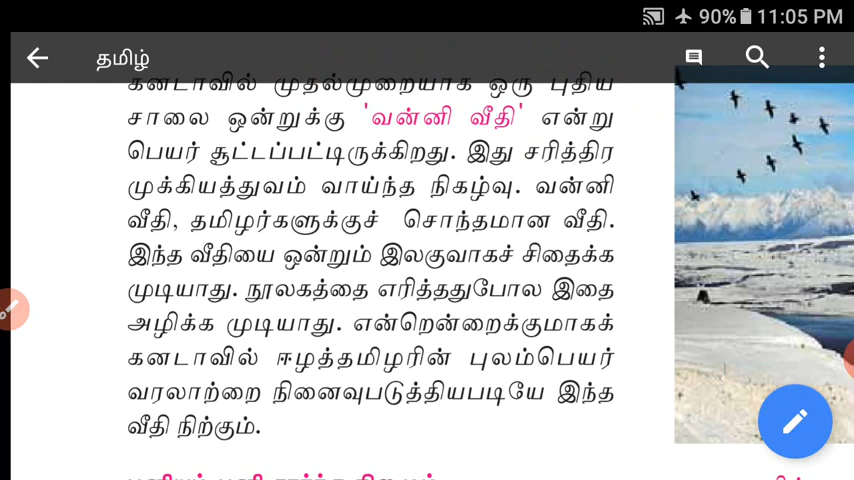 90% 11:05 PM
தமிழ்
கனடாவில் முதல்முறையாக ஒரு புதிய
சாலை ஒன்றுக்கு 'வன்னி வீதி' என்று
பெயர் சூட்டப்பட்டிருக்கிறது. இது சரித்திர
முக்கியத்துவம் வாய்ந்த நிகழ்வு. வன்னி
வீதி, தமிழர்களுக்குச் சொந்தமான வீதி.
இந்த வீதியை ஒன்றும் இலகுவாகச் சிதைக்க
முடியாது. நூலகத்தை எரித்ததுபோல இதை
அழிக்க முடியாது. என்றென்றைக்குமாகக்
கனடாவில் ஈழத்தமிழரின் புலம்பெயர்
வரலாற்றை நினைவுபடுத்தியபடியே இந்த
வீதி நிற்கும்.